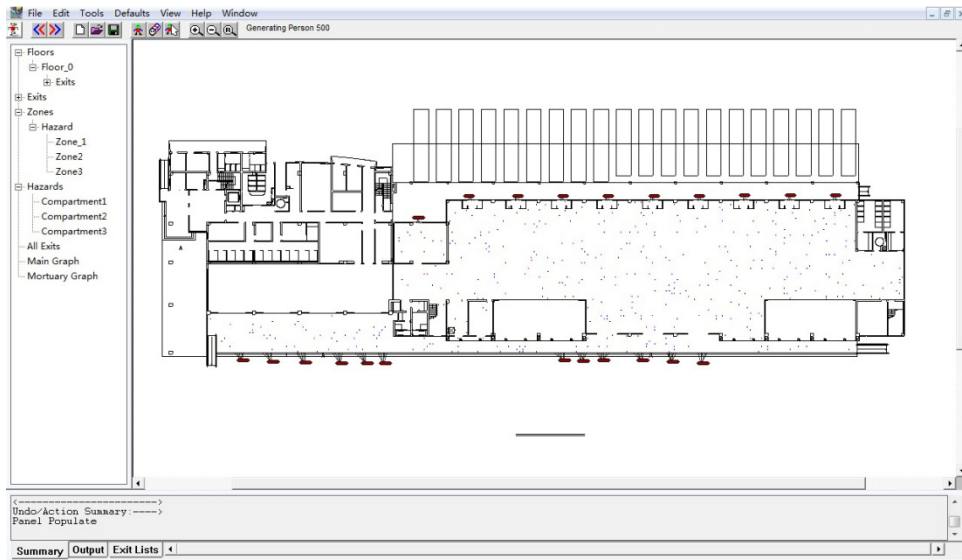 File Edit Tools Defaults View Help Window
Generating Person 500
Floors
Floor_0
Exits
Exits
Zones
Hazard
Zone_1
Zone2
Zone3
Hazards
Compartment1
Compartment2
Compartment3
All Exits
Main Graph
Mortuary Graph
A
<------------------------>
Undo/Action Summary:---->
Panel Populate
Summary Output Exit Lists